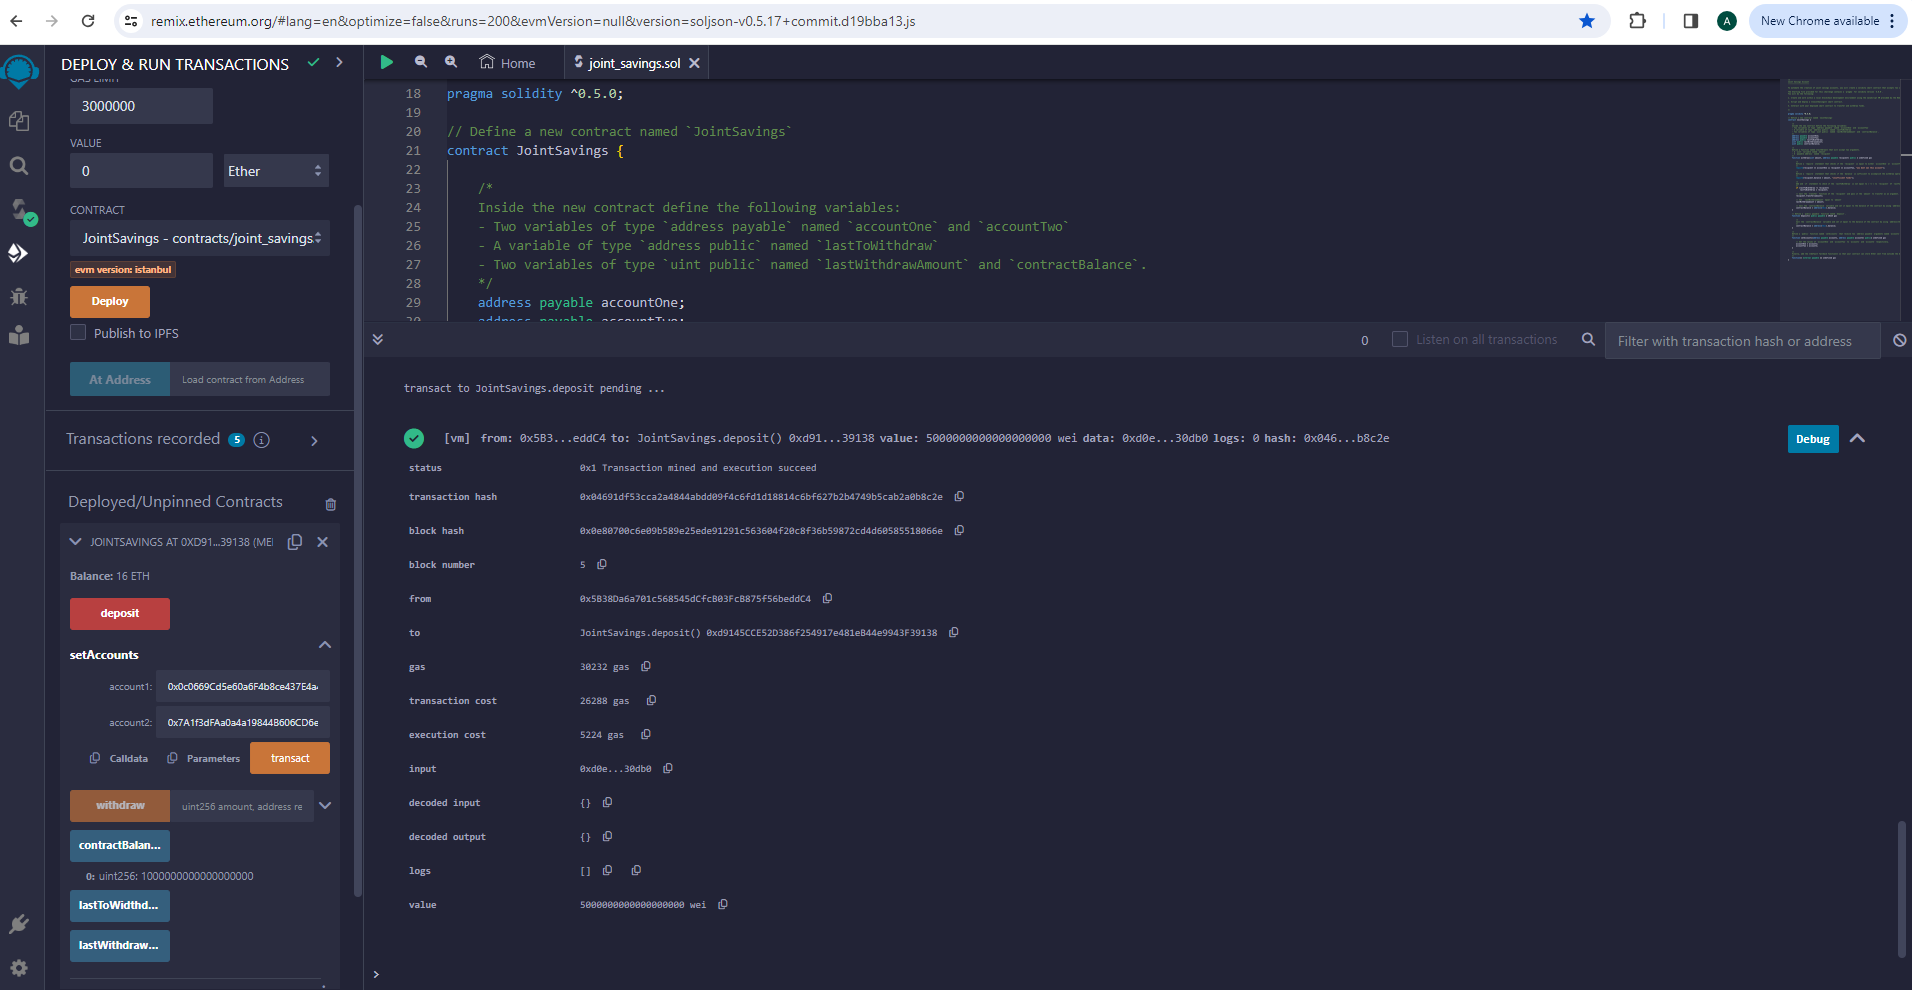 remix.ethereum.org/#lang=en&optimize=false&runs=200&evmVersion=null&version=soljson-v0.5.17+commit.d19bba13.js
A
New Chrome available
DEPLOY & RUN TRANSACTIONS
GAS LIMIT
3000000
VALUE
0
Ether
CONTRACT
JointSavings - contracts/joint_savings.
evm version: istanbul
Deploy
Publish to IPFS
At Address
Load contract from Address
Transactions recorded 5 i
Deployed/Unpinned Contracts
JOINTSAVINGS AT 0XD91...39138 (ME
Balance: 16 ETH
deposit
setAccounts
account1: 0x0c0669Cd5e60a6F4b8ce437E4a
account2: 0x7A1f3dFAa0a4a19844B606CD6e
Calldata
Parameters
transact
withdraw
uint256 amount, address re
contractBalan...
0: uint256: 1000000000000000000
lastToWidthd...
lastWithdraw...
Home
joint_savings.sol
18 pragma solidity ^0.5.0;
19
20 // Define a new contract named `JointSavings`
21 contract JointSavings {
22
23 /*
24 Inside the new contract define the following variables:
25 - Two variables of type `address payable` named `accountOne` and `accountTwo`
26 - A variable of type `address public` named `lastToWithdraw`
27 - Two variables of type `uint public` named `lastWithdrawAmount` and `contractBalance`.
28 */
29 address payable accountOne;
30 address payable accountTwo;
0
Listen on all transactions
Filter with transaction hash or address
transact to JointSavings.deposit pending ...
[vm] from: 0x5B3...eddC4 to: JointSavings.deposit() 0xd91...39138 value: 5000000000000000000 wei data: 0xd0e...30db0 logs: 0 hash: 0x046...b8c2e
Debug
status 0x1 Transaction mined and execution succeed
transaction hash 0x04691df53cca2a4844abdd09f4c6fd1d18814c6bf627b2b4749b5cab2a0b8c2e
block hash 0x0e80700c6e09b589e25ede91291c563604f20c8f36b59872cd4d60585518066e
block number 5
from 0x5B38Da6a701c568545dCfcB03FcB875f56beddC4
to JointSavings.deposit() 0xd9145CCE52D386f254917e481eB44e9943F39138
gas 30232 gas
transaction cost 26288 gas
execution cost 5224 gas
input 0xd0e...30db0
decoded input {}
decoded output {}
logs []
value 5000000000000000000 wei
>